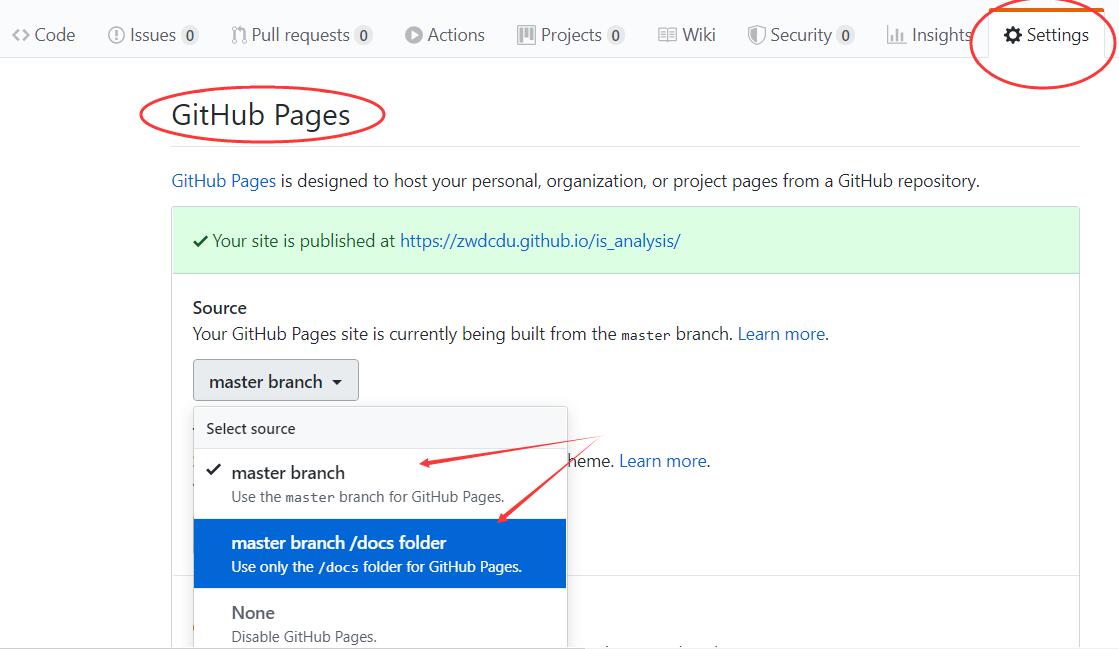 Code Issues 0 Pull requests 0 Actions Projects 0 Wiki Security 0 Insights Settings
GitHub Pages
GitHub Pages is designed to host your personal, organization, or project pages from a GitHub repository.
Your site is published at https://zwdcdu.github.io/is_analysis/
Source
Your GitHub Pages site is currently being built from the master branch. Learn more.
master branch
Select source
heme. Learn more.
master branch
Use the master branch for GitHub Pages.
master branch /docs folder
Use only the /docs folder for GitHub Pages.
None
Disable GitHub Pages.